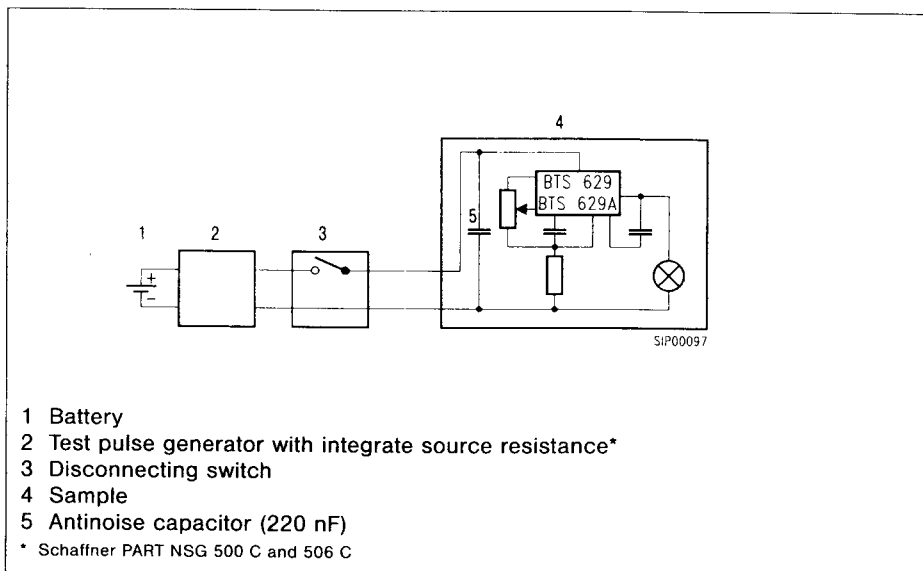 4
BTS 629
BTS 629A
5
1
2
3
+
−
SIP00097
1 Battery
2 Test pulse generator with integrate source resistance*
3 Disconnecting switch
4 Sample
5 Antinoise capacitor (220 nF)
* Schaffner PART NSG 500 C and 506 C